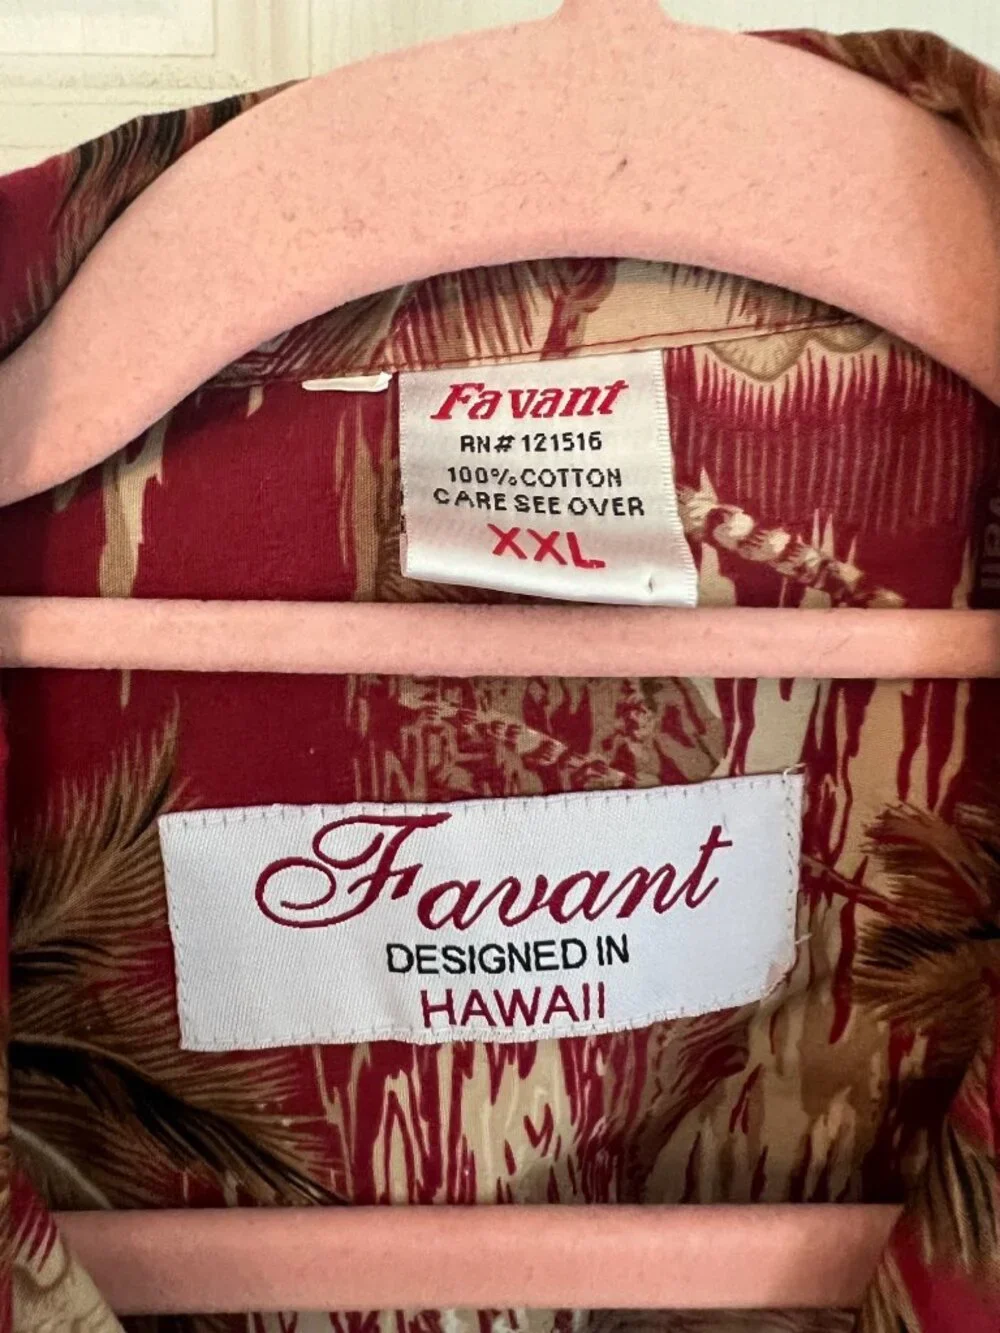 Favant
RN# 121516
100% COTTON
CARE SEE OVER
XXL
Favant
DESIGNED IN
HAWAII